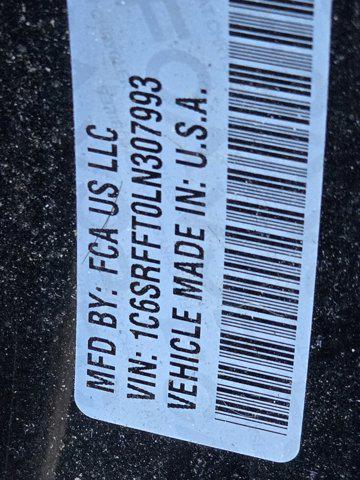 MFD BY: FCA US LLC
VIN: 1C6SRFFT0LN307993
VEHICLE MADE IN: U.S.A.